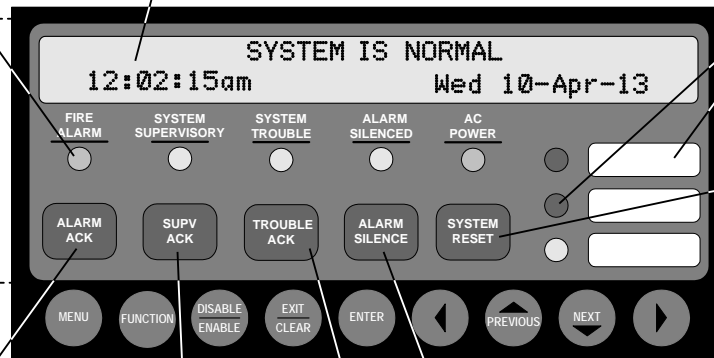 SYSTEM IS NORMAL
12:02:15am Wed 10-Apr-13
FIRE ALARM
SYSTEM SUPERVISORY
SYSTEM TROUBLE
ALARM SILENCED
AC POWER
ALARM ACK
SUPV ACK
TROUBLE ACK
ALARM SILENCE
SYSTEM RESET
MENU
FUNCTION
DISABLE
ENABLE
EXIT
CLEAR
ENTER
PREVIOUS
NEXT